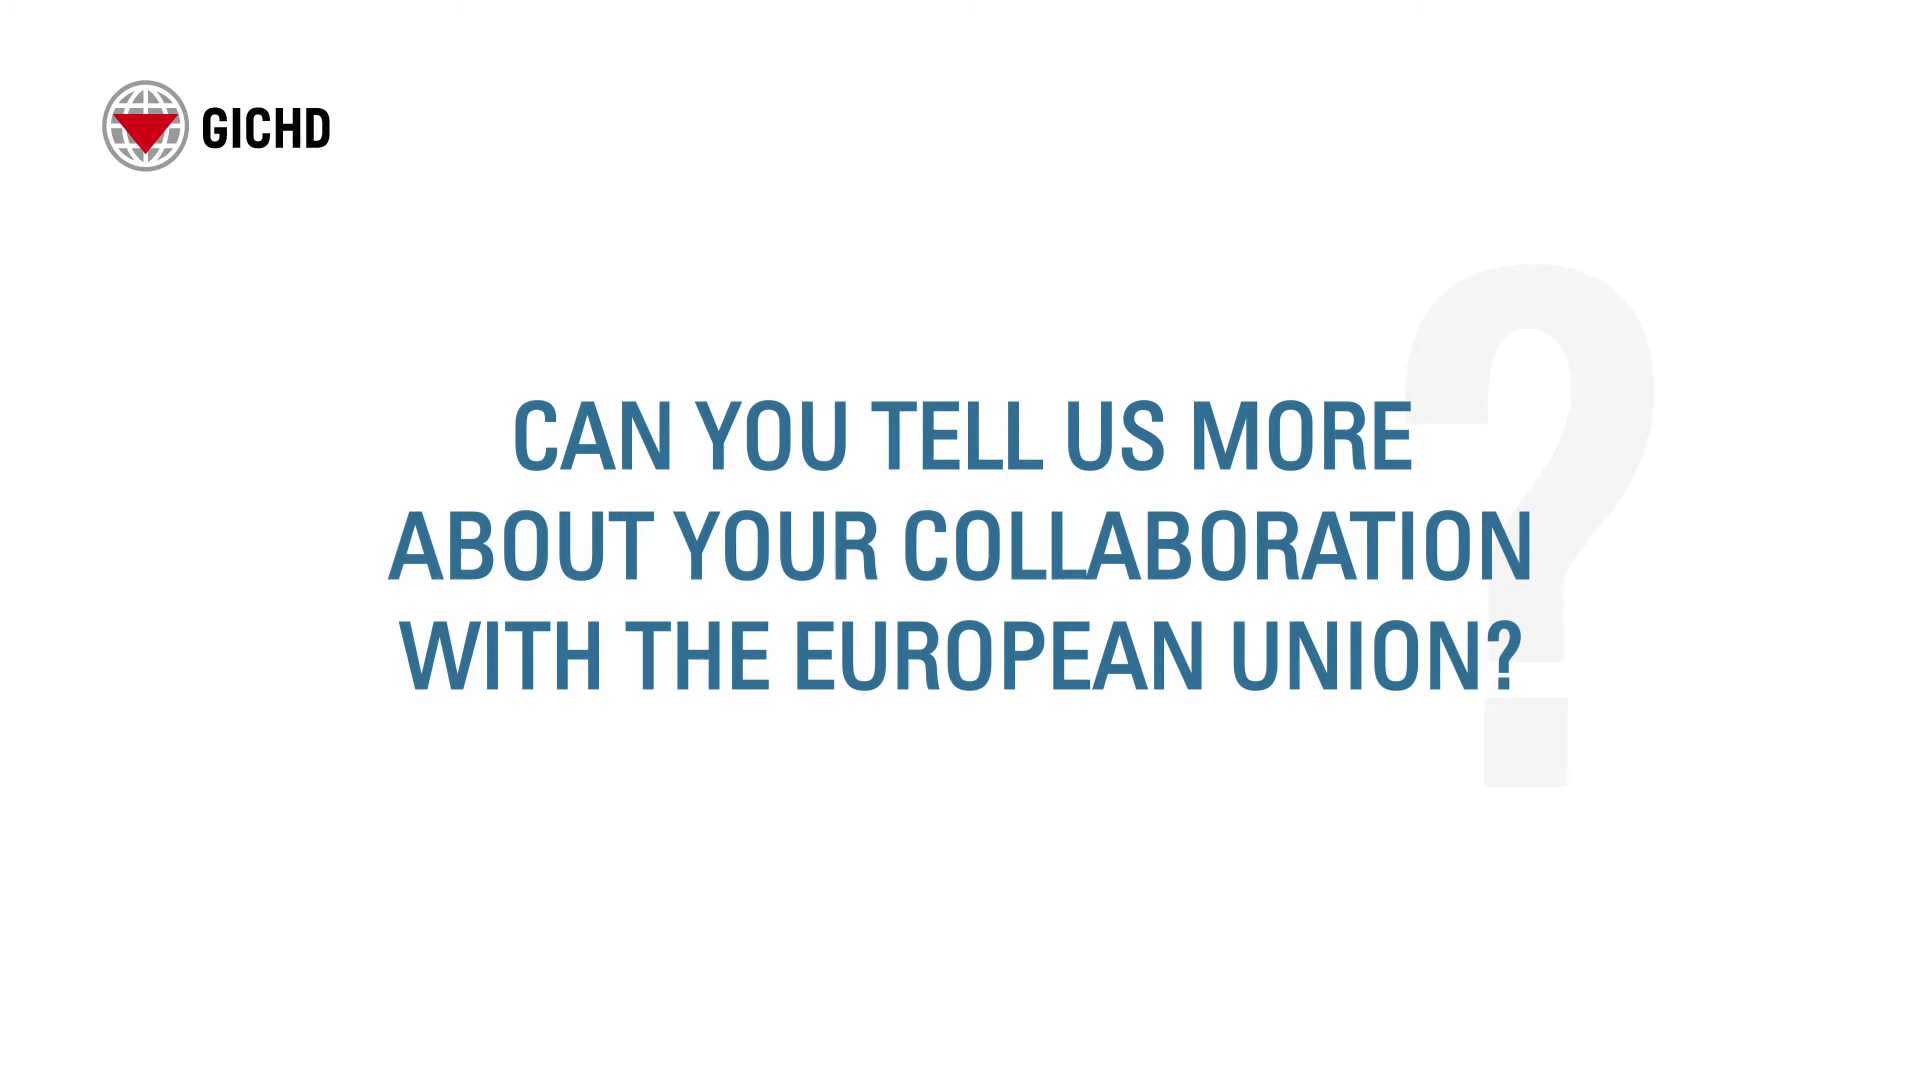 GICHD
CAN YOU TELL US MORE
ABOUT YOUR COLLABORATION
WITH THE EUROPEAN UNION?
?